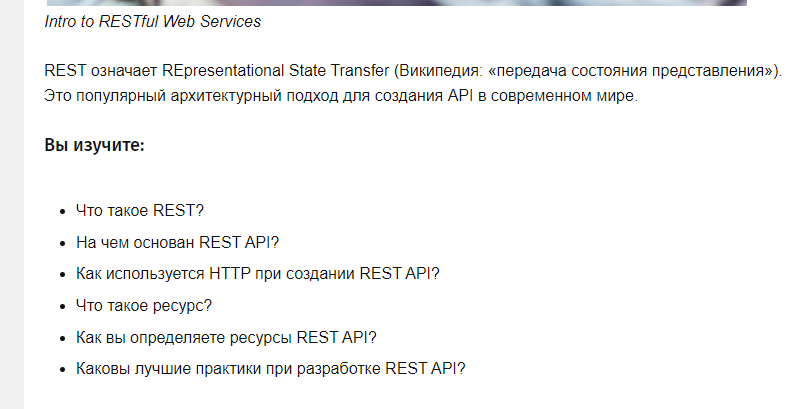 Intro to RESTful Web Services
REST означает REpresentational State Transfer (Википедия: «передача состояния представления»).
Это популярный архитектурный подход для создания API в современном мире.
Вы изучите:
• Что такое REST?
• На чем основан REST API?
• Как используется HTTP при создании REST API?
• Что такое ресурс?
• Как вы определяете ресурсы REST API?
• Каковы лучшие практики при разработке REST API?